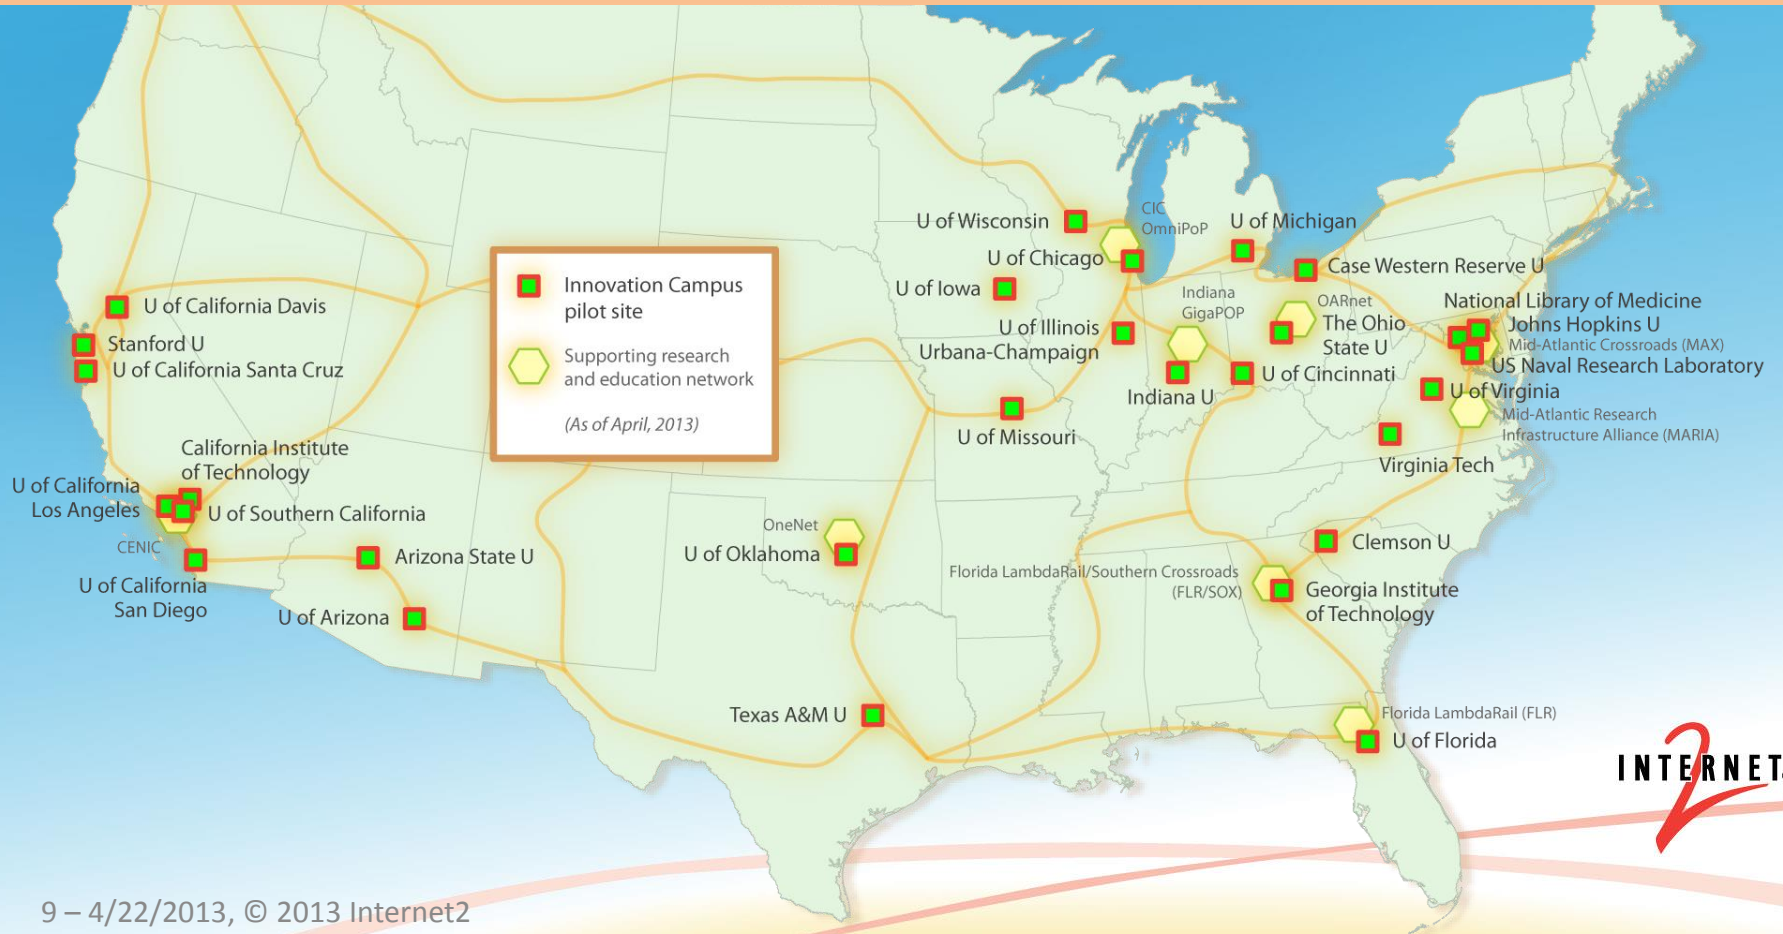 U of Wisconsin
CIC
OmniPoP
U of Michigan
U of Chicago
Case Western Reserve U
U of Iowa
Innovation Campus
pilot site
Supporting research
and education network
(As of April, 2013)
Indiana
GigaPOP
OARnet
The Ohio
State U
National Library of Medicine
Johns Hopkins U
Mid-Atlantic Crossroads (MAX)
US Naval Research Laboratory
U of California Davis
Stanford U
U of California Santa Cruz
U of Illinois
Urbana-Champaign
U of Cincinnati
Indiana U
U of Virginia
Mid-Atlantic Research
Infrastructure Alliance (MARIA)
U of Missouri
Virginia Tech
California Institute
of Technology
U of California
Los Angeles
U of Southern California
CENIC
U of California
San Diego
Arizona State U
U of Arizona
OneNet
U of Oklahoma
Clemson U
Florida LambdaRail/Southern Crossroads
(FLR/SOX)
Georgia Institute
of Technology
Texas A&M U
Florida LambdaRail (FLR)
U of Florida
INTERNET
2
9 – 4/22/2013, © 2013 Internet2